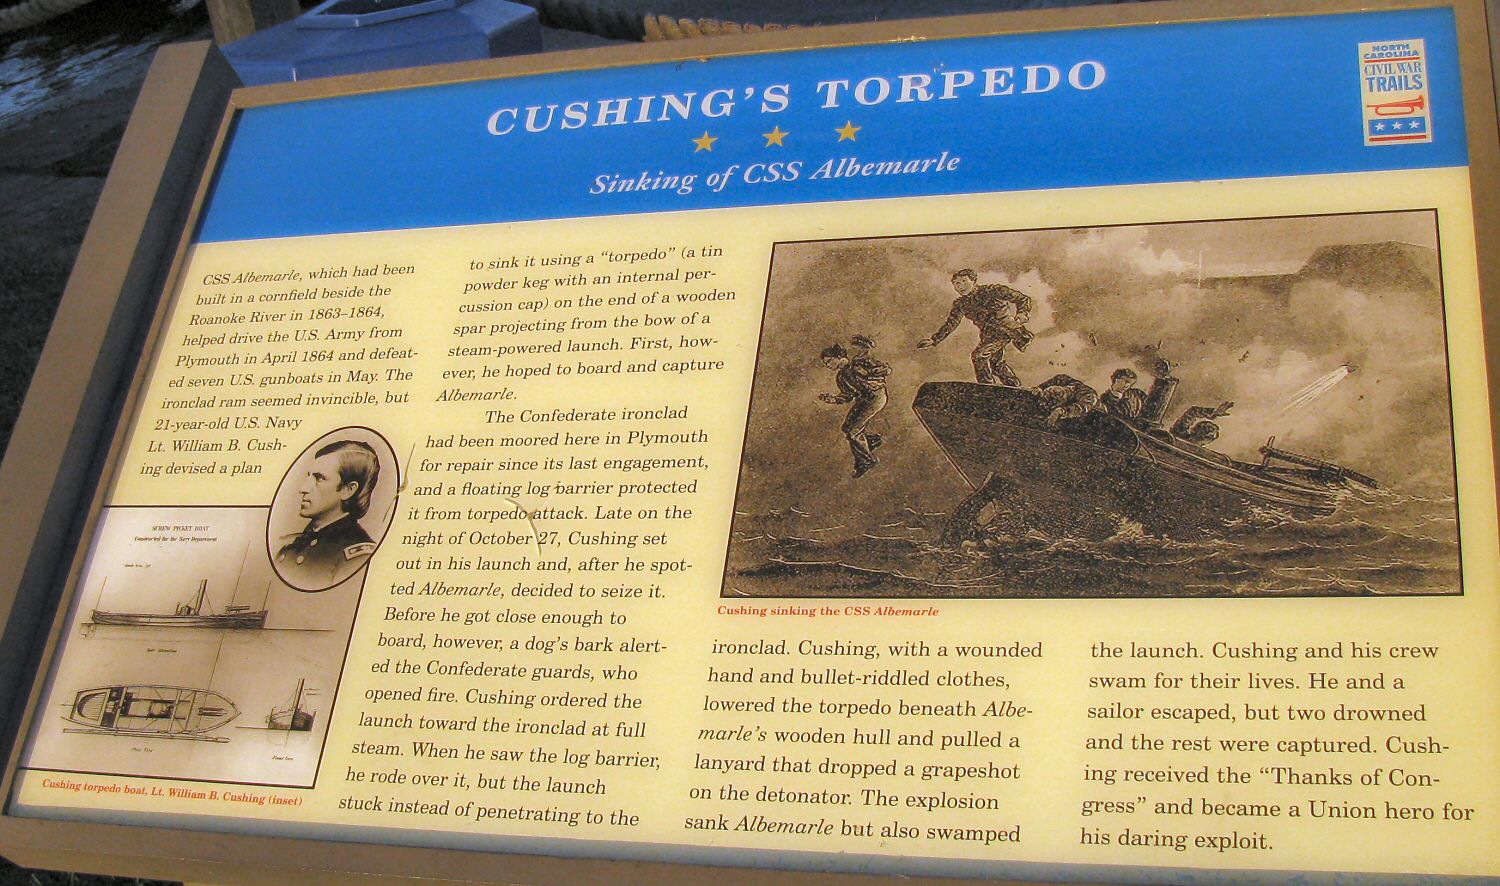 CUSHING'S TORPEDO
Sinking of CSS Albemarle
NORTH
CAROLINA
CIVIL WAR
TRAILS
CSS Albemarle, which had been
built in a cornfield beside the
Roanoke River in 1863–1864,
helped drive the U.S. Army from
Plymouth in April 1864 and defeat-
ed seven U.S. gunboats in May. The
ironclad ram seemed invincible, but
21-year-old U.S. Navy
Lt. William B. Cush-
ing devised a plan
to sink it using a "torpedo" (a tin
powder keg with an internal per-
cussion cap) on the end of a wooden
spar projecting from the bow of a
steam-powered launch. First, how-
ever, he hoped to board and capture
Albemarle.
The Confederate ironclad
had been moored here in Plymouth
for repair since its last engagement,
and a floating log barrier protected
it from torpedo attack. Late on the
night of October 27, Cushing set
out in his launch and, after he spot-
ted Albemarle, decided to seize it.
Before he got close enough to
board, however, a dog's bark alert-
ed the Confederate guards, who
opened fire. Cushing ordered the
launch toward the ironclad at full
steam. When he saw the log barrier,
he rode over it, but the launch
stuck instead of penetrating to the
ironclad. Cushing, with a wounded
hand and bullet-riddled clothes,
lowered the torpedo beneath Albe-
marle's wooden hull and pulled a
lanyard that dropped a grapeshot
on the detonator. The explosion
sank Albemarle but also swamped
the launch. Cushing and his crew
swam for their lives. He and a
sailor escaped, but two drowned
and the rest were captured. Cush-
ing received the "Thanks of Con-
gress" and became a Union hero for
his daring exploit.
Cushing sinking the CSS Albemarle
SCREW PICKET BOAT
Constructed for the Navy Department
Cushing torpedo boat, Lt. William B. Cushing (inset)